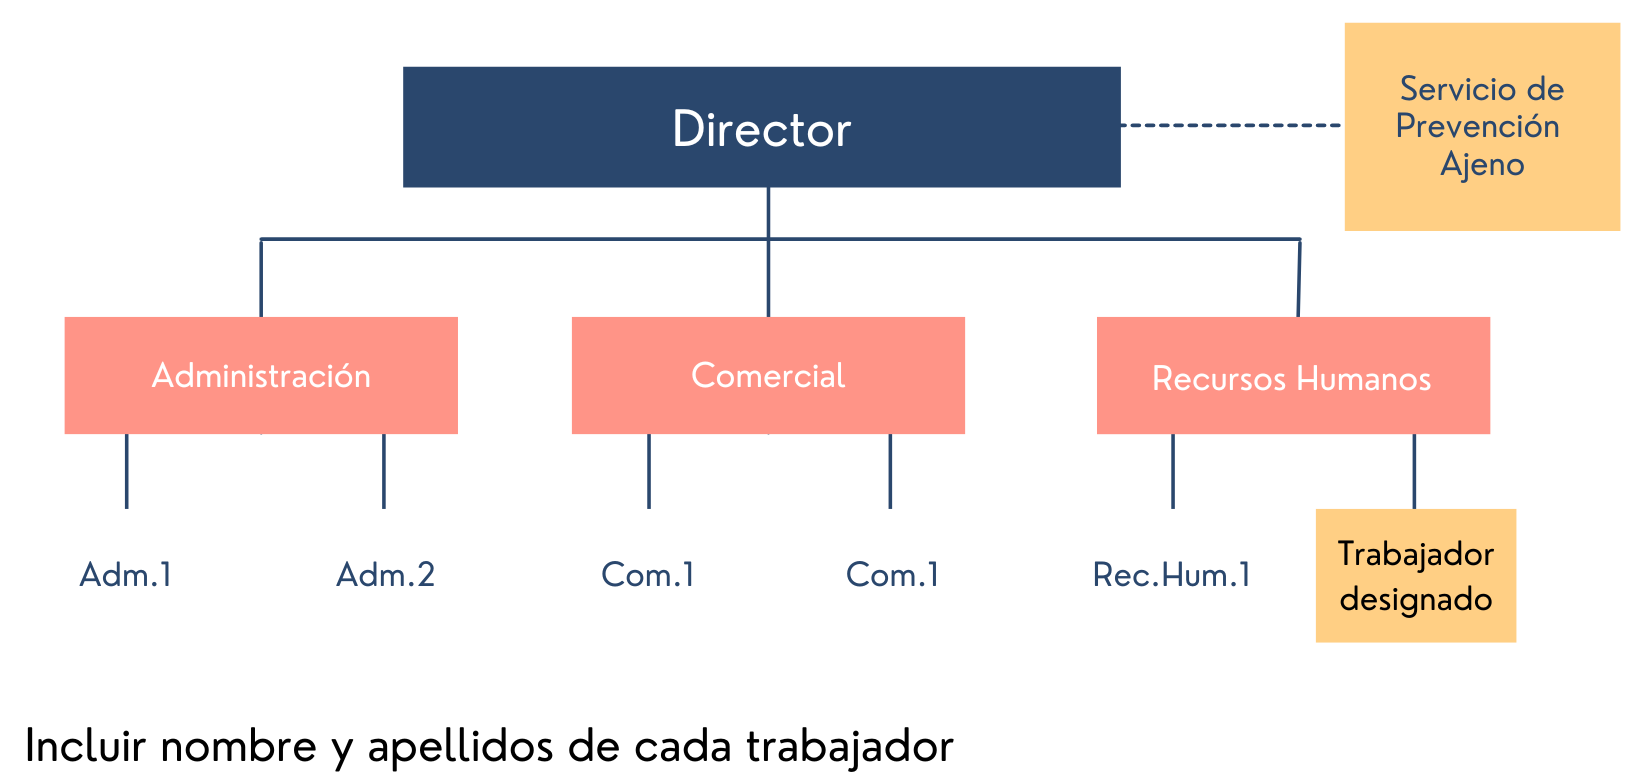 Director
Servicio de
Prevención
Ajeno
Administración
Comercial
Recursos Humanos
Adm.1
Adm.2
Com.1
Com.1
Rec.Hum.1
Trabajador
designado
Incluir nombre y apellidos de cada trabajador